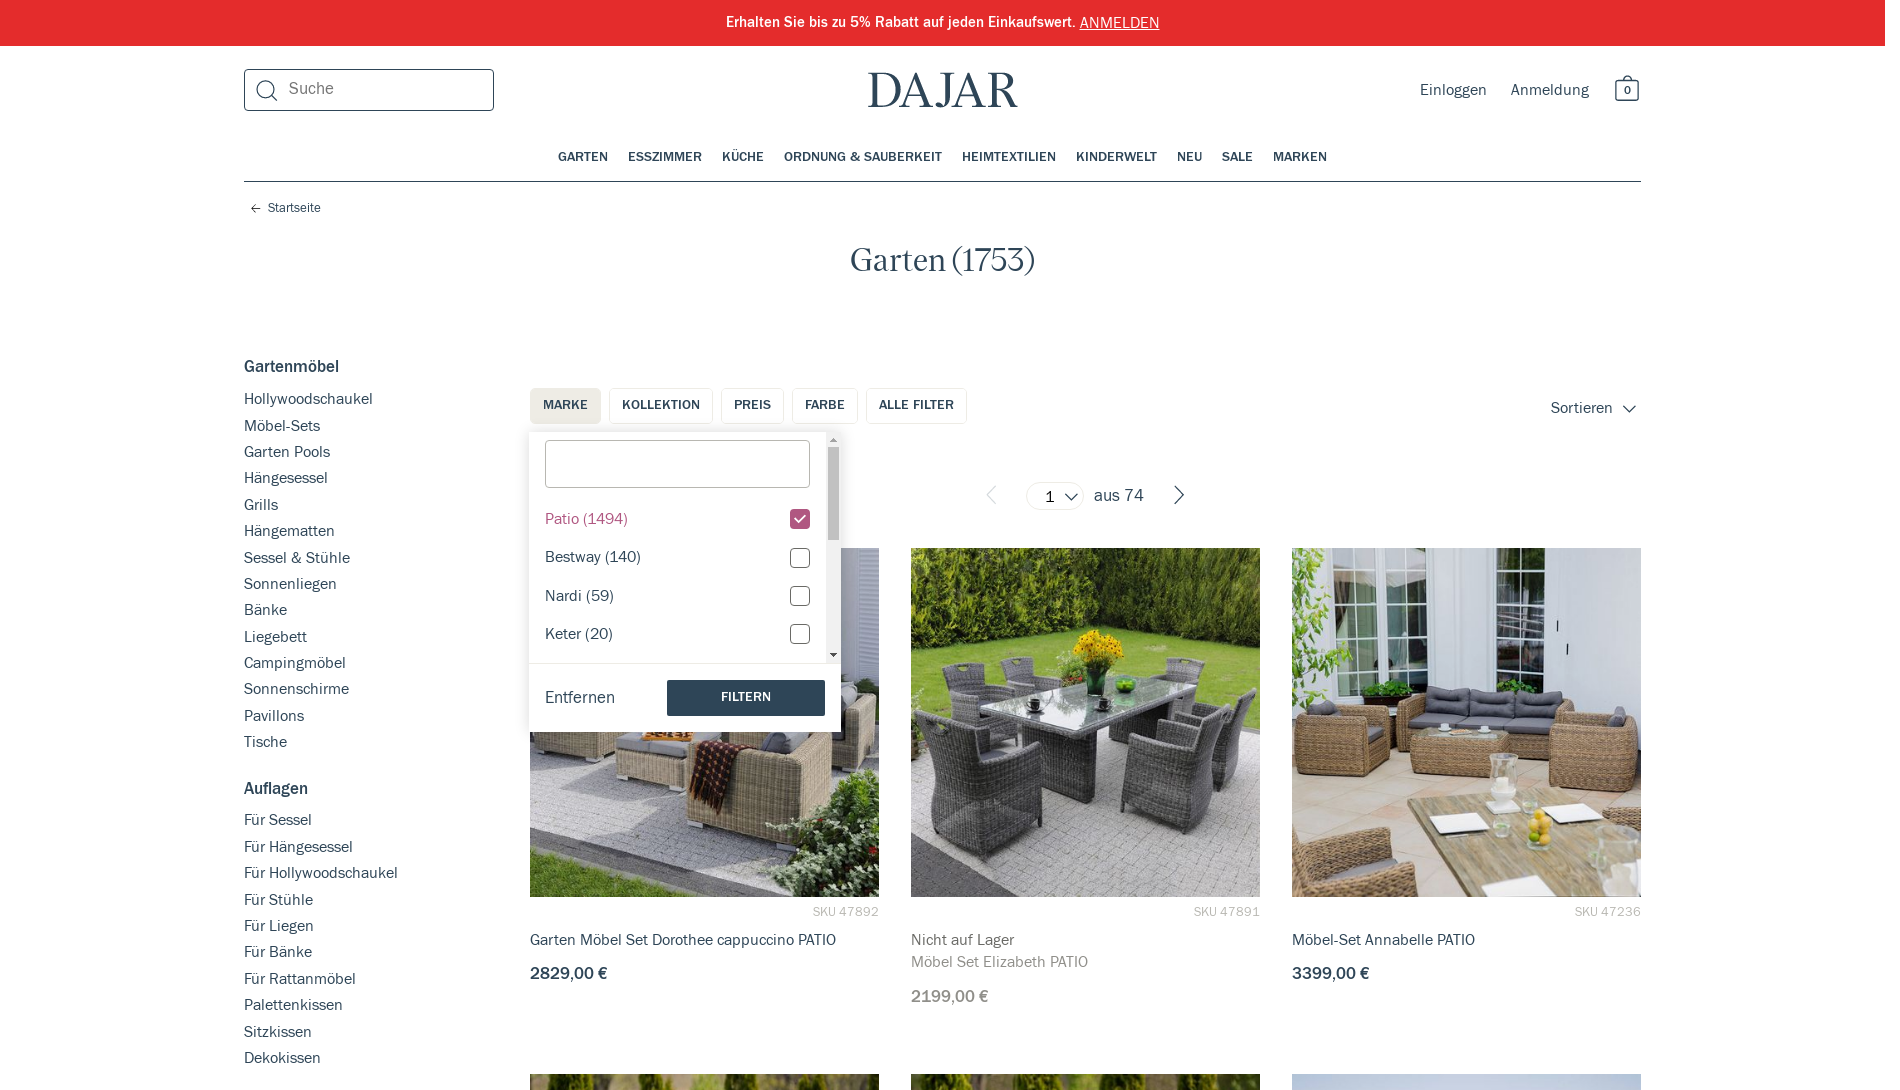 Erhalten Sie bis zu 5% Rabatt auf jeden Einkaufswert. ANMELDEN
Suche
DAJAR
Einloggen
Anmeldung
0
GARTEN
ESSZIMMER
KÜCHE
ORDNUNG & SAUBERKEIT
HEIMTEXTILIEN
KINDERWELT
NEU
SALE
MARKEN
Startseite
Garten (1753)
Gartenmöbel
Hollywoodschaukel
Möbel-Sets
Garten Pools
Hängesessel
Grills
Hängematten
Sessel & Stühle
Sonnenliegen
Bänke
Liegebett
Campingmöbel
Sonnenschirme
Pavillons
Tische
Auflagen
Für Sessel
Für Hängesessel
Für Hollywoodschaukel
Für Stühle
Für Liegen
Für Bänke
Für Rattanmöbel
Palettenkissen
Sitzkissen
Dekokissen
MARKE
KOLLEKTION
PREIS
FARBE
ALLE FILTER
Sortieren
Patio (1494)
Bestway (140)
Nardi (59)
Keter (20)
Entfernen
FILTERN
1
aus 74
SKU 47892
Garten Möbel Set Dorothee cappuccino PATIO
2829,00 €
SKU 47891
Nicht auf Lager
Möbel Set Elizabeth PATIO
2199,00 €
SKU 47236
Möbel-Set Annabelle PATIO
3399,00 €